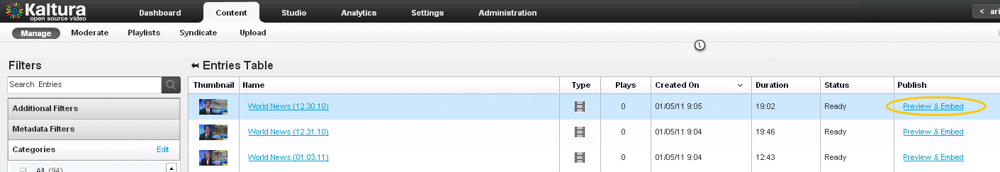 Kaltura
open source video
Dashboard Content Studio Analytics Settings Administration < ari
Manage Moderate Playlists Syndicate Upload
Filters
Search Entries
Additional Filters
Metadata Filters
Categories Edit
All (94)
Entries Table
Thumbnail Name Type Plays Created On Duration Status Publish
World News (12.30.10) 0 01/05/11 9:05 19:02 Ready Preview & Embed
World News (12.31.10) 0 01/05/11 9:04 19:46 Ready Preview & Embed
World News (01.03.11) 0 01/05/11 9:04 12:43 Ready Preview & Embed